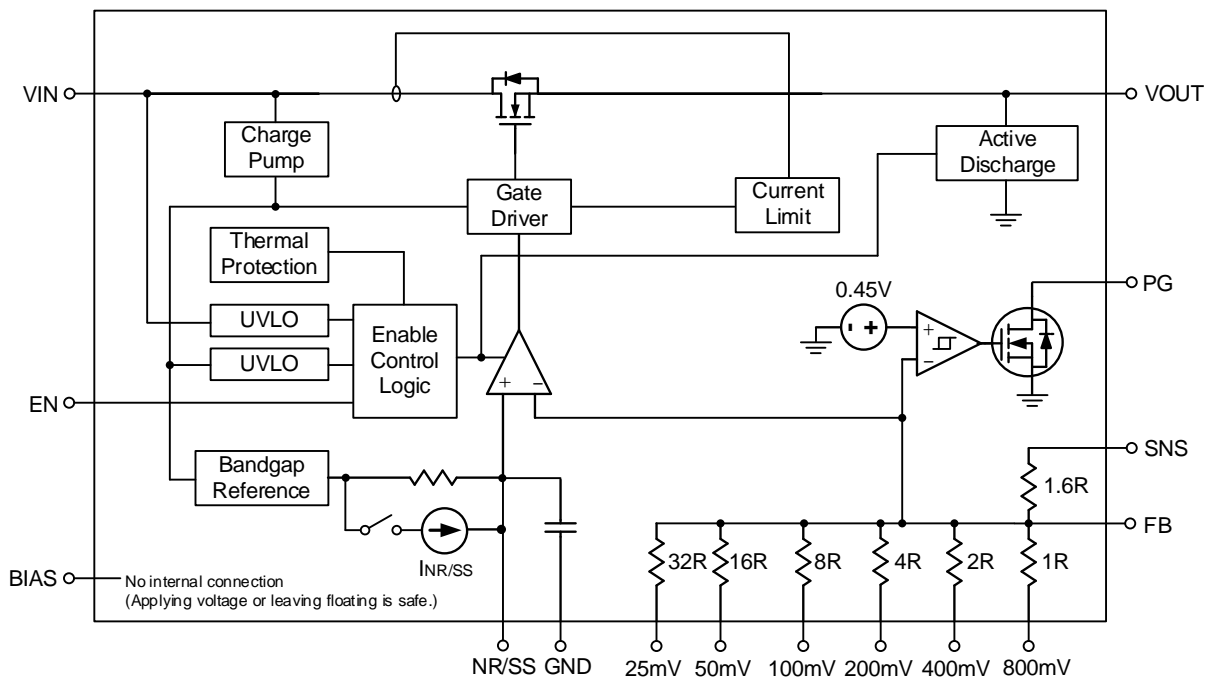 VIN
VOUT
Charge
Pump
Active
Discharge
Gate
Driver
Current
Limit
Thermal
Protection
PG
0.45V
- +
UVLO
Enable
Control
Logic
+
−
UVLO
+ −
EN
SNS
Bandgap
Reference
1.6R
FB
INR/SS
32R 16R 8R 4R 2R 1R
BIAS
No internal connection
(Applying voltage or leaving floating is safe.)
NR/SS GND 25mV 50mV 100mV 200mV 400mV 800mV